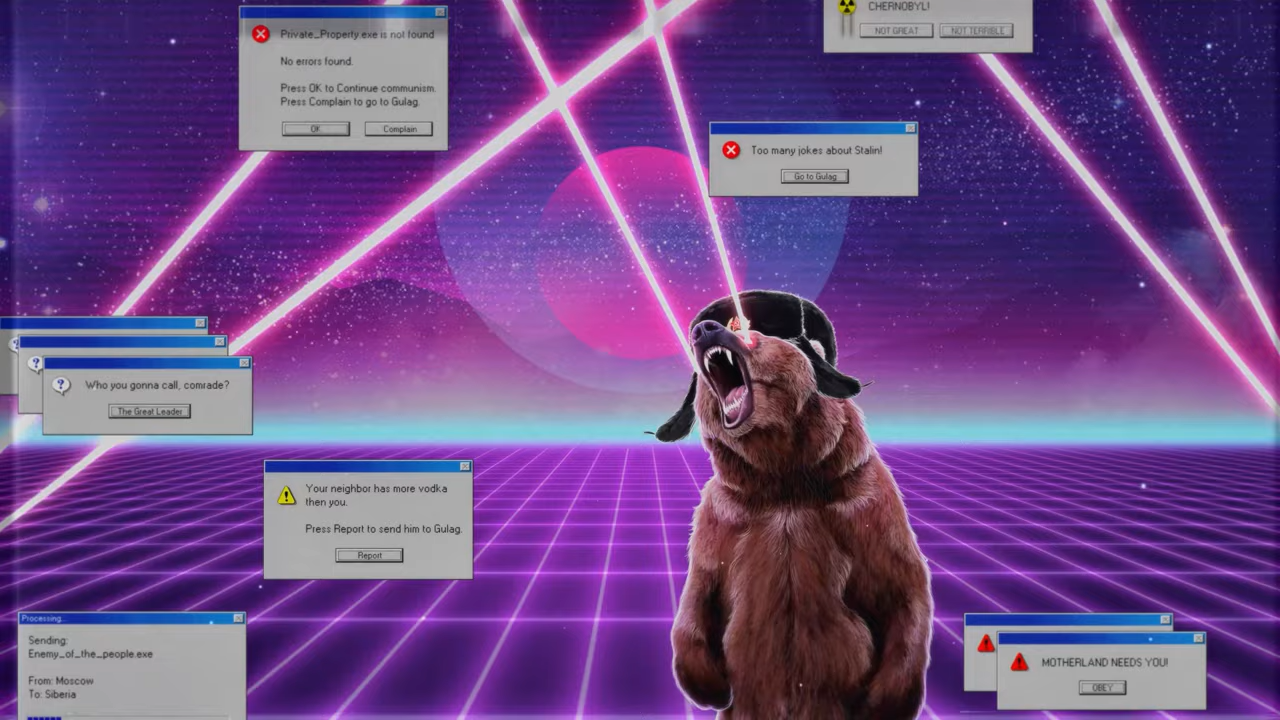 Private_Property.exe is not found
No errors found.
Press OK to Continue communism.
Press Complain to go to Gulag.
OK
Complain
CHERNOBYL!
NOT GREAT
NOT TERRIBLE
Too many jokes about Stalin!
Go to Gulag
Who you gonna call, comrade?
The Great Leader
Your neighbor has more vodka
then you.
Press Report to send him to Gulag.
Report
Processing...
Sending:
Enemy_of_the_people.exe
From: Moscow
To: Siberia
MOTHERLAND NEEDS YOU!
OBEY